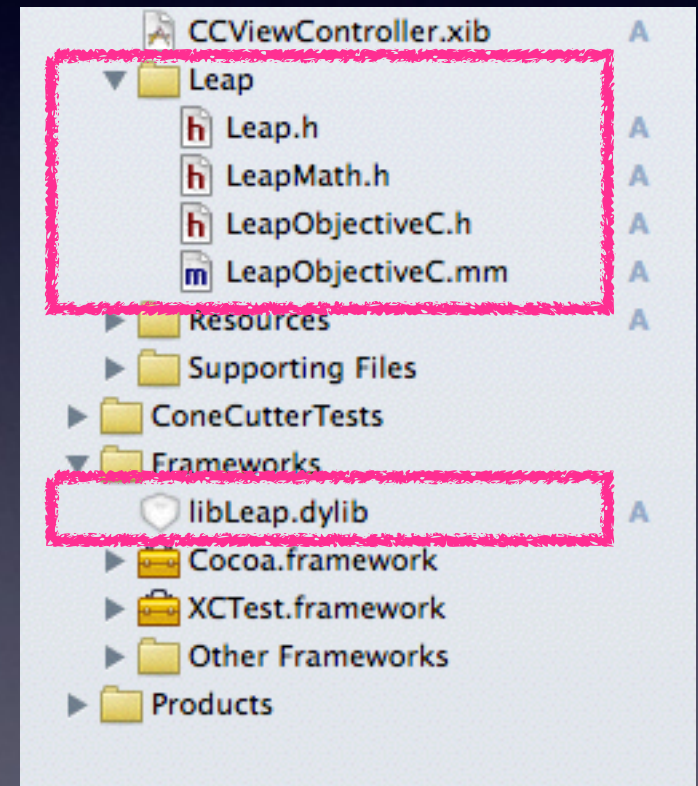 CCViewController.xib A
Leap
h Leap.h A
h LeapMath.h A
h LeapObjectiveC.h A
m LeapObjectiveC.mm A
Resources A
Supporting Files
ConeCutterTests
Frameworks
libLeap.dylib A
Cocoa.framework
XCTest.framework
Other Frameworks
Products